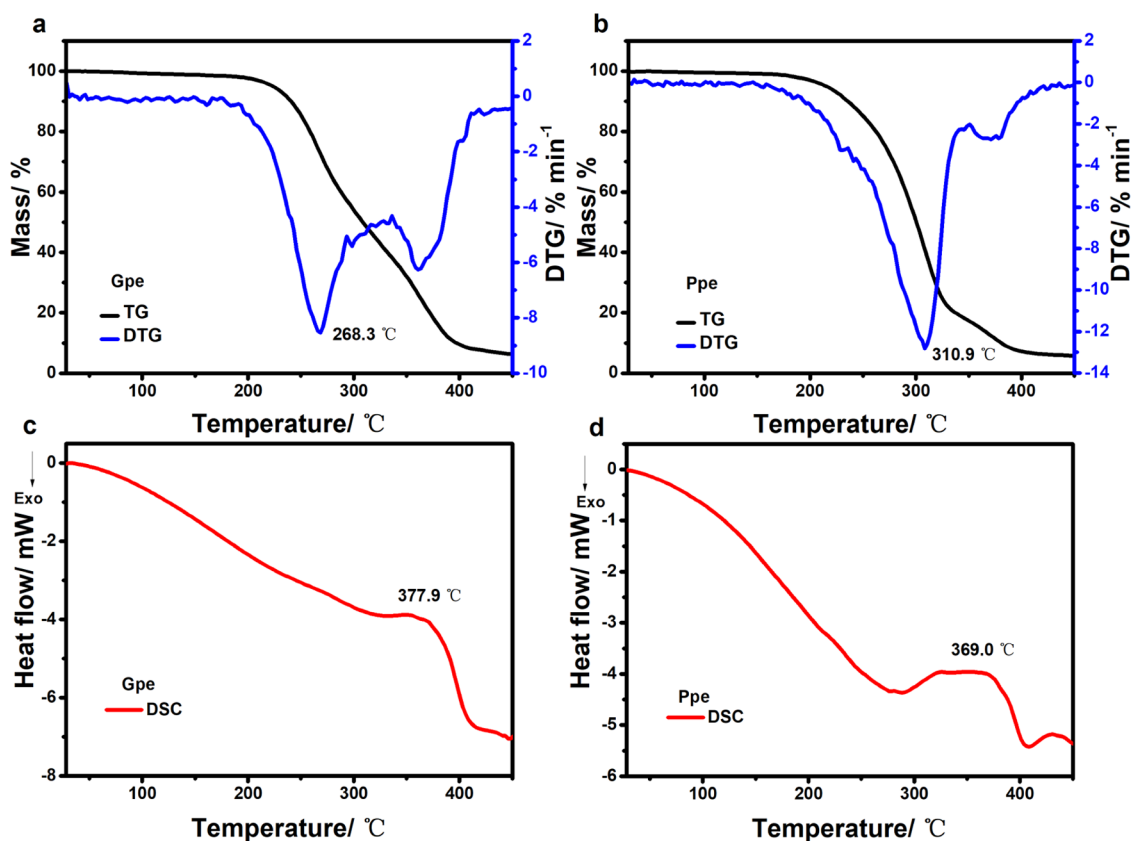 a
100
80
60
40
20
0
Mass/ %
2
0
-2
-4
-6
-8
-10
DTG/ % min⁻¹
Gpe
TG
DTG
268.3 ℃
100
200
300
400
Temperature/ ℃
b
100
80
60
40
20
0
Mass/ %
2
0
-2
-4
-6
-8
-10
-12
-14
DTG/ % min⁻¹
Ppe
TG
DTG
310.9 ℃
100
200
300
400
Temperature/ ℃
c
0
-2
-4
-6
-8
Heat flow/ mW
Exo
377.9 ℃
Gpe
DSC
100
200
300
400
Temperature/ ℃
d
0
-1
-2
-3
-4
-5
-6
Heat flow/ mW
Exo
369.0 ℃
Ppe
DSC
100
200
300
400
Temperature/ ℃